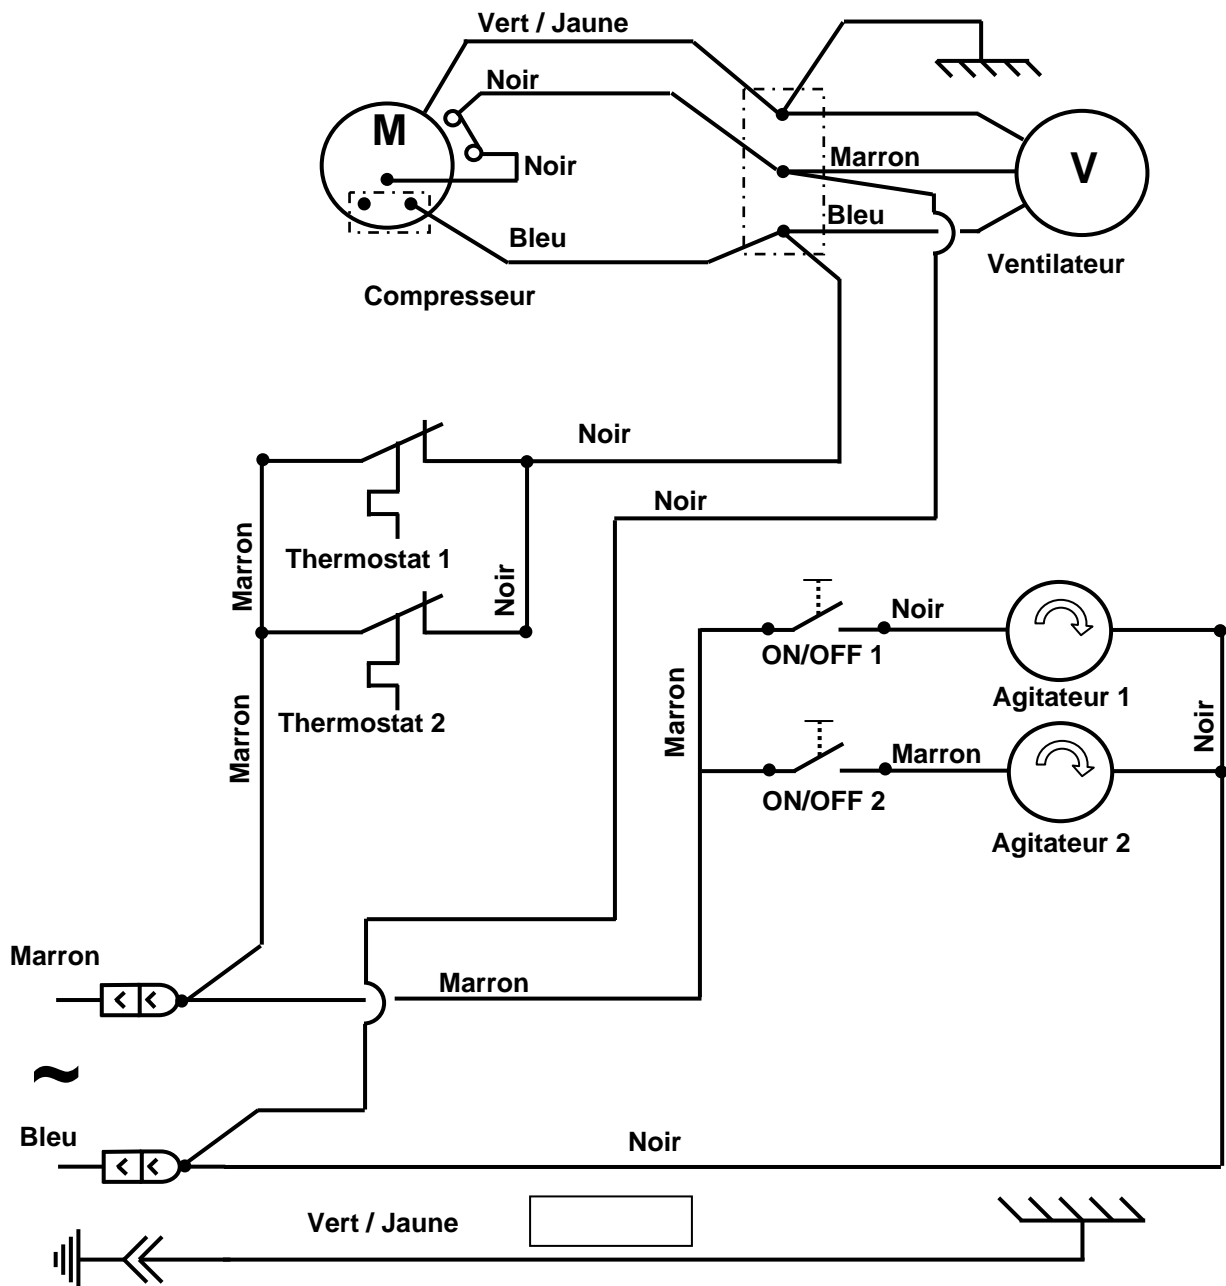 Vert / Jaune
Noir
M
Noir
Marron
V
Bleu
Bleu
Ventilateur
Compresseur
Noir
Noir
Marron
Thermostat 1
Noir
Noir
ON/OFF 1
Agitateur 1
Marron
Marron
Thermostat 2
Noir
Marron
ON/OFF 2
Agitateur 2
Marron
Marron
~
Bleu
Noir
Vert / Jaune